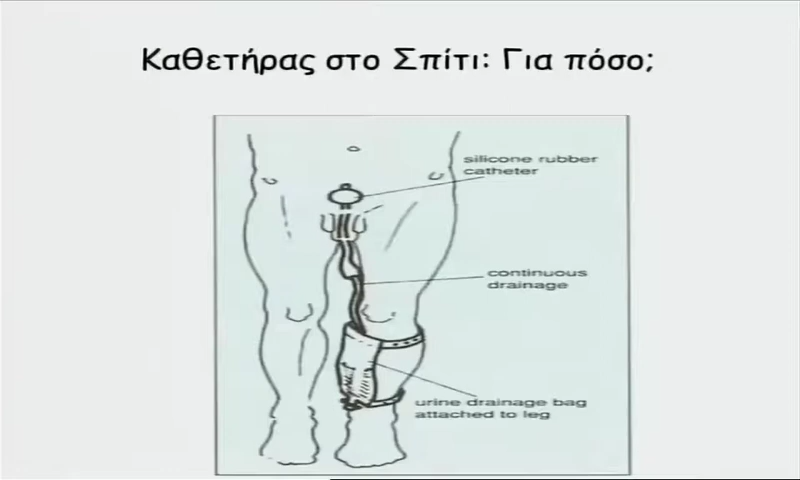 Καθετήρας στο Σπίτι: Για πόσο;
silicone rubber
catheter
continuous
drainage
urine drainage bag
attached to leg